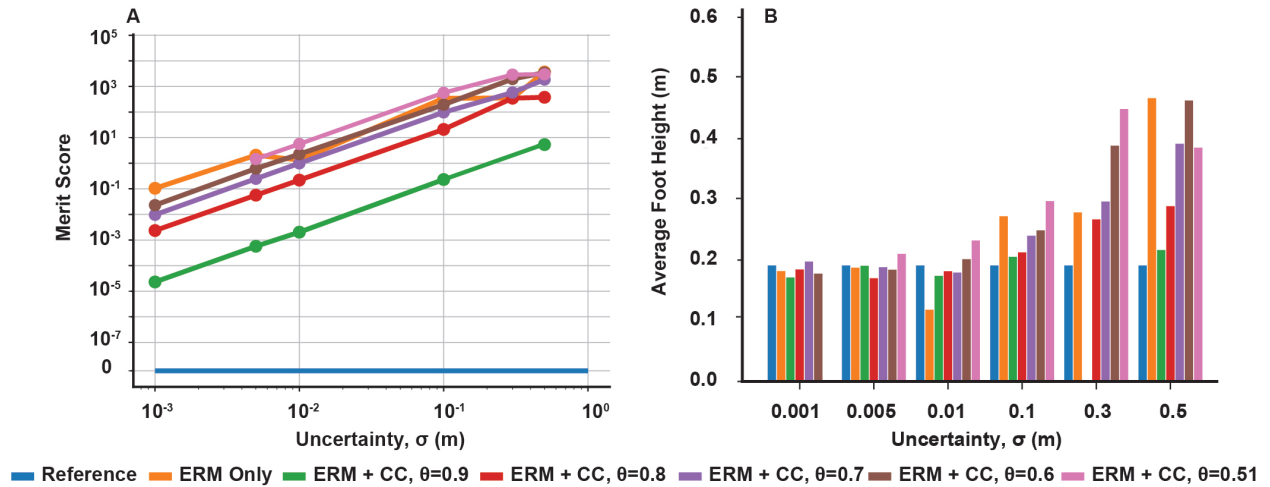 A
10^5
10^3
10^1
10^-1
10^-3
10^-5
10^-7
0
Merit Score
10^-3 10^-2 10^-1 10^0
Uncertainty, σ (m)
B
0.6
0.5
0.4
0.3
0.2
0.1
0.0
Average Foot Height (m)
0.001 0.005 0.01 0.1 0.3 0.5
Uncertainty, σ (m)
Reference ERM Only ERM + CC, θ=0.9 ERM + CC, θ=0.8 ERM + CC, θ=0.7 ERM + CC, θ=0.6 ERM + CC, θ=0.51